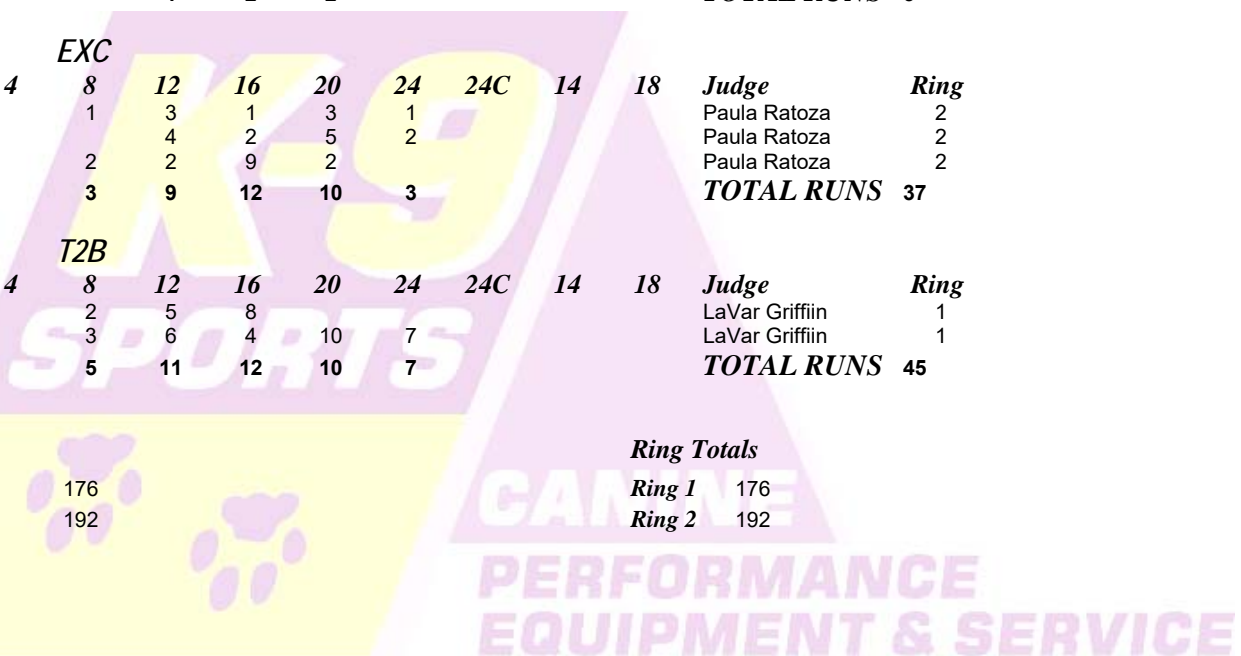 EXC
4 8 12 16 20 24 24C 14 18 Judge Ring
1 3 1 3 1 Paula Ratoza 2
4 2 5 2 Paula Ratoza 2
2 2 9 2 Paula Ratoza 2
3 9 12 10 3 TOTAL RUNS 37
T2B
4 8 12 16 20 24 24C 14 18 Judge Ring
2 5 8 LaVar Griffiin 1
3 6 4 10 7 LaVar Griffiin 1
5 11 12 10 7 TOTAL RUNS 45
Ring Totals
176 Ring 1 176
192 Ring 2 192
K-9
SPORTS
CANINE
PERFORMANCE
EQUIPMENT & SERVICE